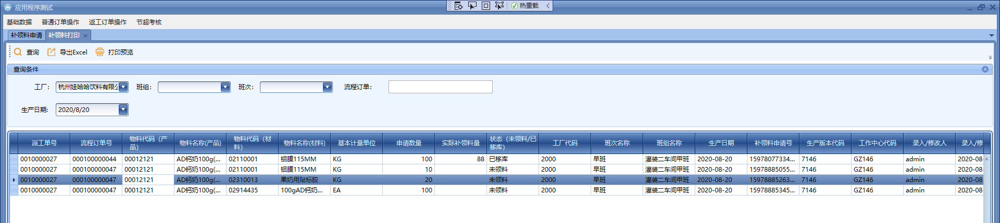 应用程序测试
热重载
基础数据 普通订单操作 返工订单操作 节超考核
补领料申请 补领料打印
查询 导出Excel 打印预览
查询条件
工厂: 杭州娃哈哈饮料有限公 班组: 班次: 流程订单:
生产日期: 2020/8/20
派工单号 流程订单号 物料代码（产品） 物料名称(产品) 物料代码（材料） 物料名称(材料) 基本计量单位 申请数量 实际补领料量 状态（未领料/已移库） 工厂代码 班次名称 班组名称 生产日期 补领料申请号 生产版本代码 工作中心代码 录入/修改人 录入/修
0010000027 000100000044 00012121 AD钙奶100g(... 02110001 铝膜115MM KG 100 88 已移库 2000 早班 灌装二车间甲班 2020-08-20 15978077334... 7146 GZ146 admin 2020-08-
0010000027 000100000047 00012121 AD钙奶100g(... 02110001 铝膜115MM KG 10 未领料 2000 早班 灌装二车间甲班 2020-08-20 15978885055... 7146 GZ146 admin 2020-08-
0010000027 000100000047 00012121 AD钙奶100g(... 02310013 果奶用贴标胶 KG 20 未领料 2000 早班 灌装二车间甲班 2020-08-20 15978885263... 7146 GZ146 admin 2020-08-
0010000027 000100000047 00012121 AD钙奶100g(... 02914435 100gAD钙奶... EA 100 未领料 2000 早班 灌装二车间甲班 2020-08-20 15978885345... 7146 GZ146 admin 2020-08-